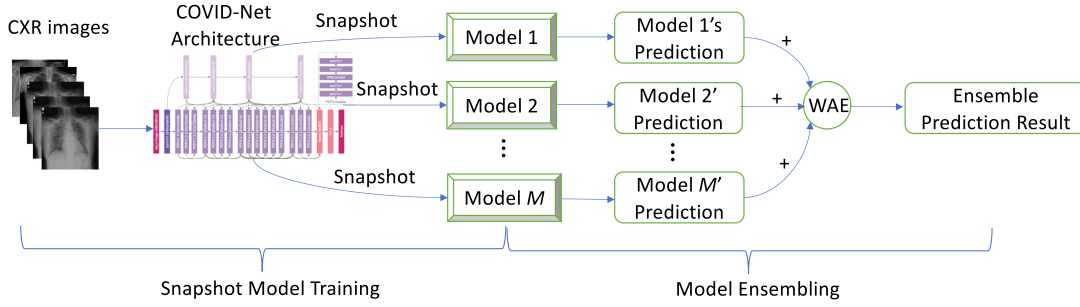 CXR images
COVID-Net
Architecture
Snapshot
Model 1
Model 1’s
Prediction
+
Snapshot
Model 2
Model 2’
Prediction
+
WAE
Ensemble
Prediction Result
⋮
⋮
Snapshot
Model M
Model M’
Prediction
+
Snapshot Model Training
Model Ensembling